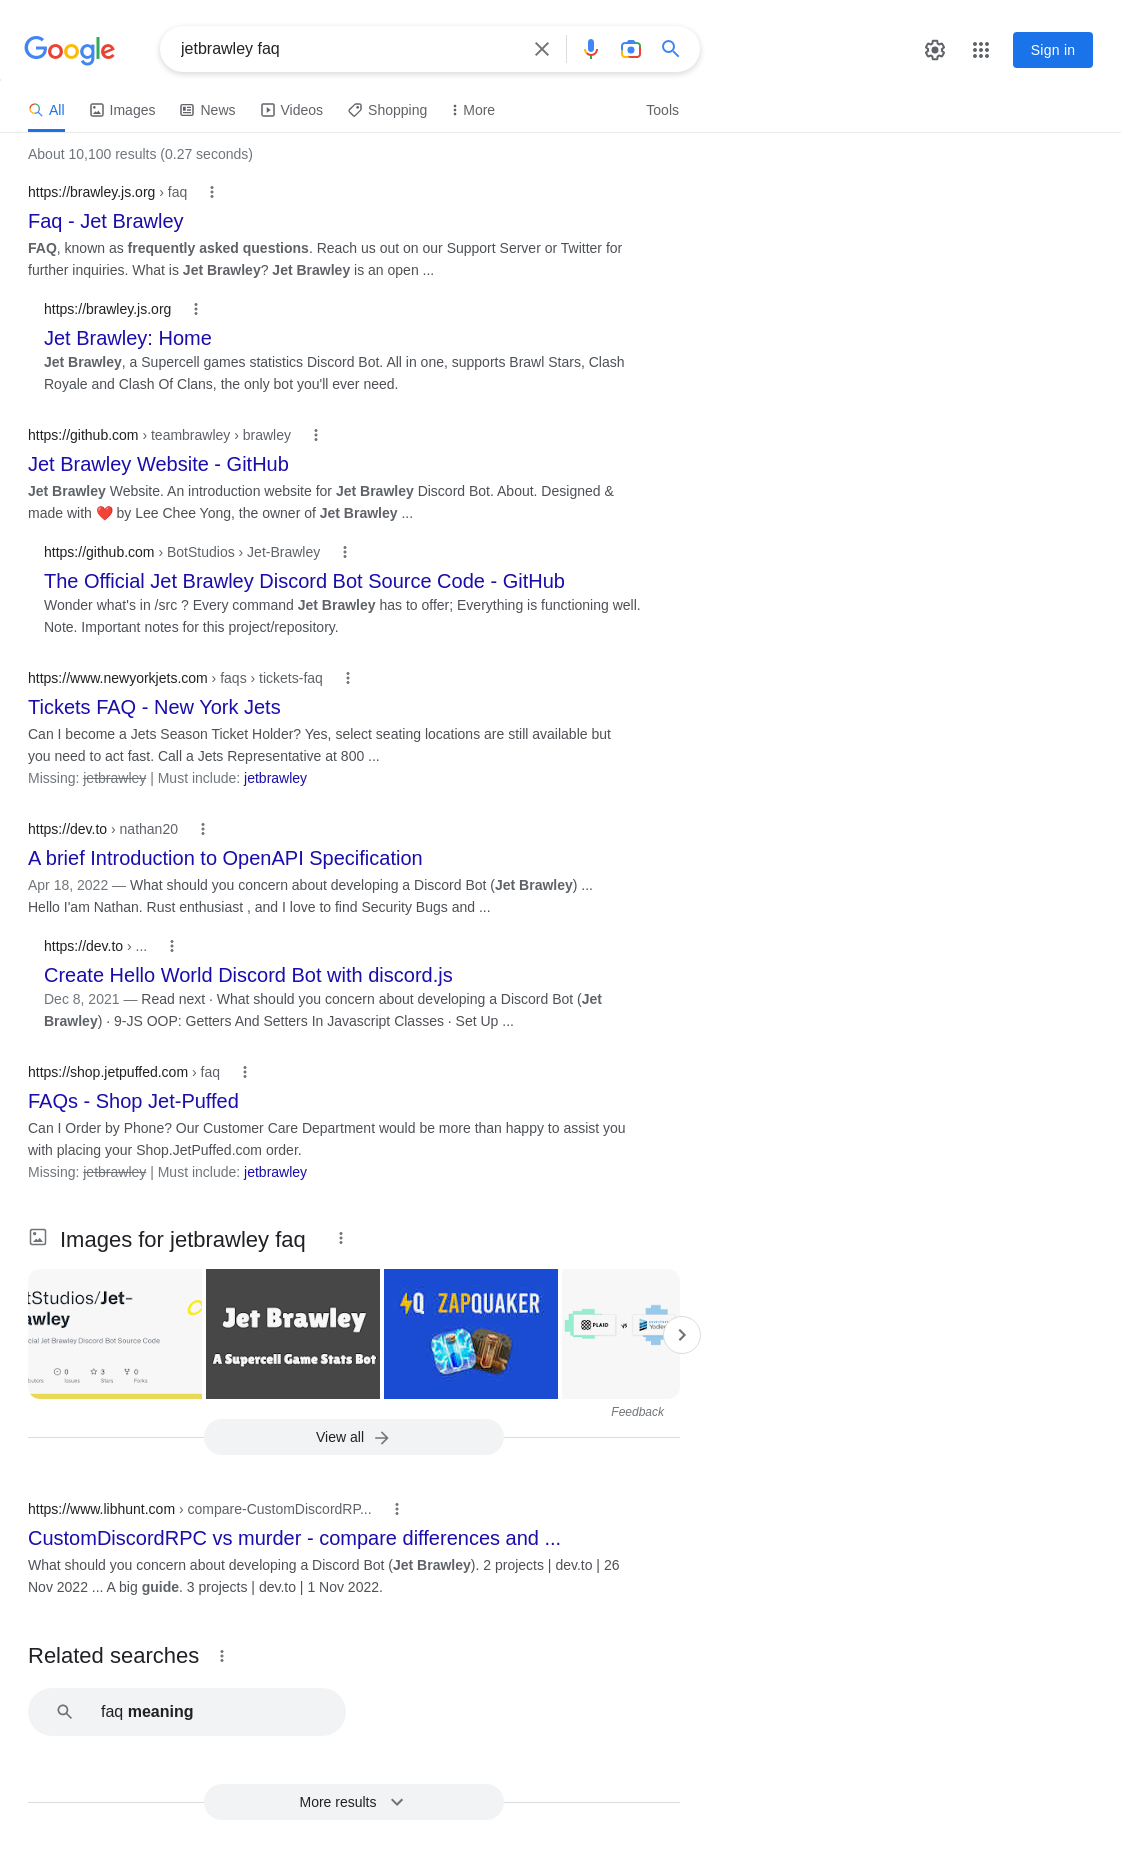 Google
jetbrawley faq
Sign in
All
Images
News
Videos
Shopping
More
Tools
About 10,100 results (0.27 seconds)
https://brawley.js.org › faq
Faq - Jet Brawley
FAQ, known as frequently asked questions. Reach us out on our Support Server or Twitter for
further inquiries. What is Jet Brawley? Jet Brawley is an open ...
https://brawley.js.org
Jet Brawley: Home
Jet Brawley, a Supercell games statistics Discord Bot. All in one, supports Brawl Stars, Clash
Royale and Clash Of Clans, the only bot you'll ever need.
https://github.com › teambrawley › brawley
Jet Brawley Website - GitHub
Jet Brawley Website. An introduction website for Jet Brawley Discord Bot. About. Designed &
made with ❤️ by Lee Chee Yong, the owner of Jet Brawley ...
https://github.com › BotStudios › Jet-Brawley
The Official Jet Brawley Discord Bot Source Code - GitHub
Wonder what's in /src ? Every command Jet Brawley has to offer; Everything is functioning well.
Note. Important notes for this project/repository.
https://www.newyorkjets.com › faqs › tickets-faq
Tickets FAQ - New York Jets
Can I become a Jets Season Ticket Holder? Yes, select seating locations are still available but
you need to act fast. Call a Jets Representative at 800 ...
Missing: jetbrawley | Must include: jetbrawley
https://dev.to › nathan20
A brief Introduction to OpenAPI Specification
Apr 18, 2022 — What should you concern about developing a Discord Bot (Jet Brawley) ...
Hello I'am Nathan. Rust enthusiast , and I love to find Security Bugs and ...
https://dev.to › ...
Create Hello World Discord Bot with discord.js
Dec 8, 2021 — Read next · What should you concern about developing a Discord Bot (Jet
Brawley) · 9-JS OOP: Getters And Setters In Javascript Classes · Set Up ...
https://shop.jetpuffed.com › faq
FAQs - Shop Jet-Puffed
Can I Order by Phone? Our Customer Care Department would be more than happy to assist you
with placing your Shop.JetPuffed.com order.
Missing: jetbrawley | Must include: jetbrawley
Images for jetbrawley faq
tStudios/Jet-
awley
cial Jet Brawley Discord Bot Source Code
0 3 0
Issues Stars Forks
Jet Brawley
A Supercell Game Stats Bot
Q ZAPQUAKER
PLAID vs Yodlee
Feedback
View all
https://www.libhunt.com › compare-CustomDiscordRP...
CustomDiscordRPC vs murder - compare differences and ...
What should you concern about developing a Discord Bot (Jet Brawley). 2 projects | dev.to | 26
Nov 2022 ... A big guide. 3 projects | dev.to | 1 Nov 2022.
Related searches
faq meaning
More results